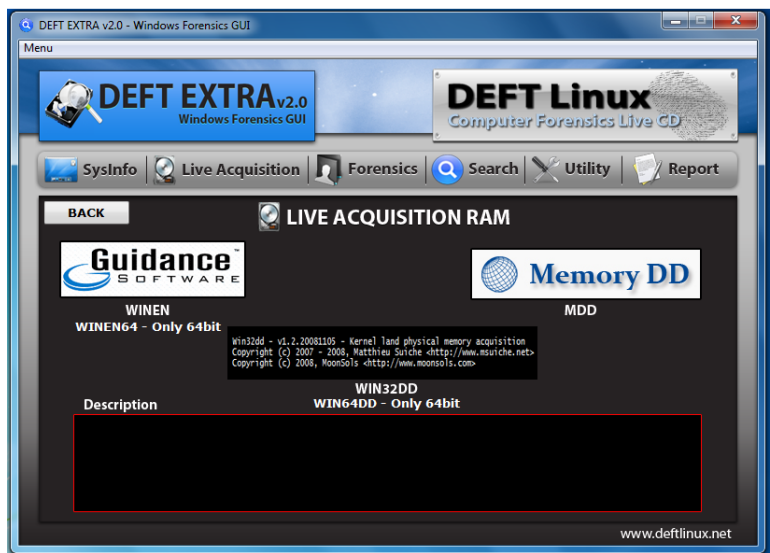 DEFT EXTRA v2.0 - Windows Forensics GUI
Menu
DEFT EXTRA v2.0
Windows Forensics GUI
DEFT Linux
Computer Forensics Live CD
SysInfo
Live Acquisition
Forensics
Search
Utility
Report
BACK
LIVE ACQUISITION RAM
Guidance™
SOFTWARE
Memory DD
WINEN
WINEN64 - Only 64bit
MDD
Win32dd - v1.2.20081105 - Kernel land physical memory acquisition
Copyright (c) 2007 - 2008, Matthieu Suiche <http://www.msuiche.net>
Copyright (c) 2008, MoonSols <http://www.moonsols.com>
WIN32DD
WIN64DD - Only 64bit
Description
www.deftlinux.net